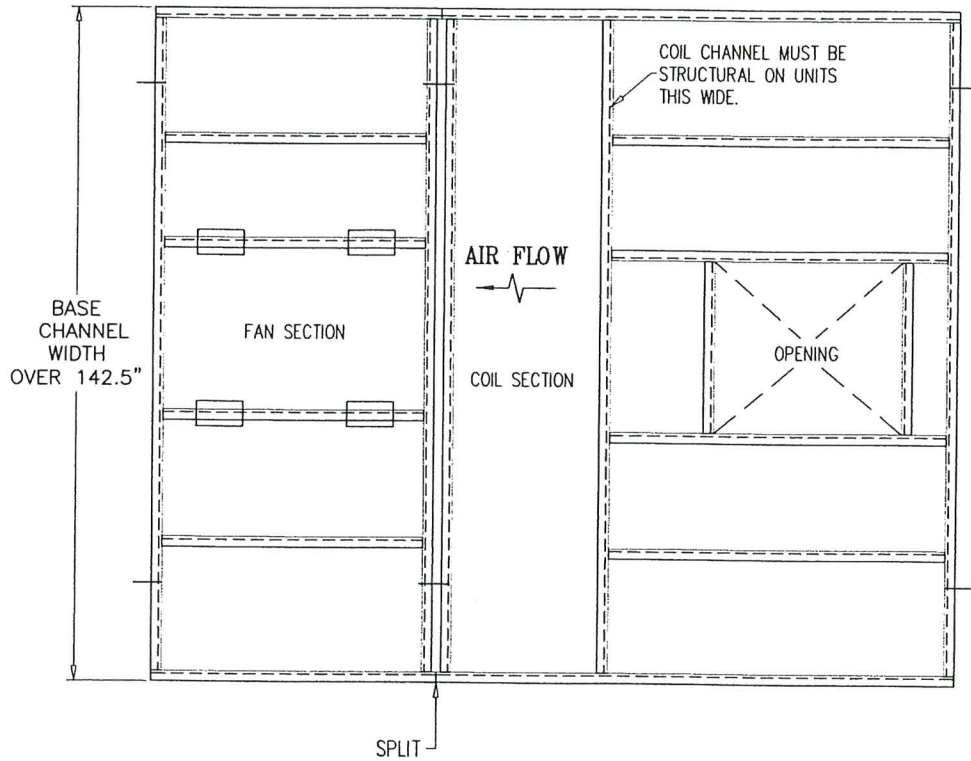 COIL CHANNEL MUST BE
STRUCTURAL ON UNITS
THIS WIDE.
AIR FLOW
BASE
CHANNEL
WIDTH
OVER 142.5"
FAN SECTION
OPENING
COIL SECTION
SPLIT